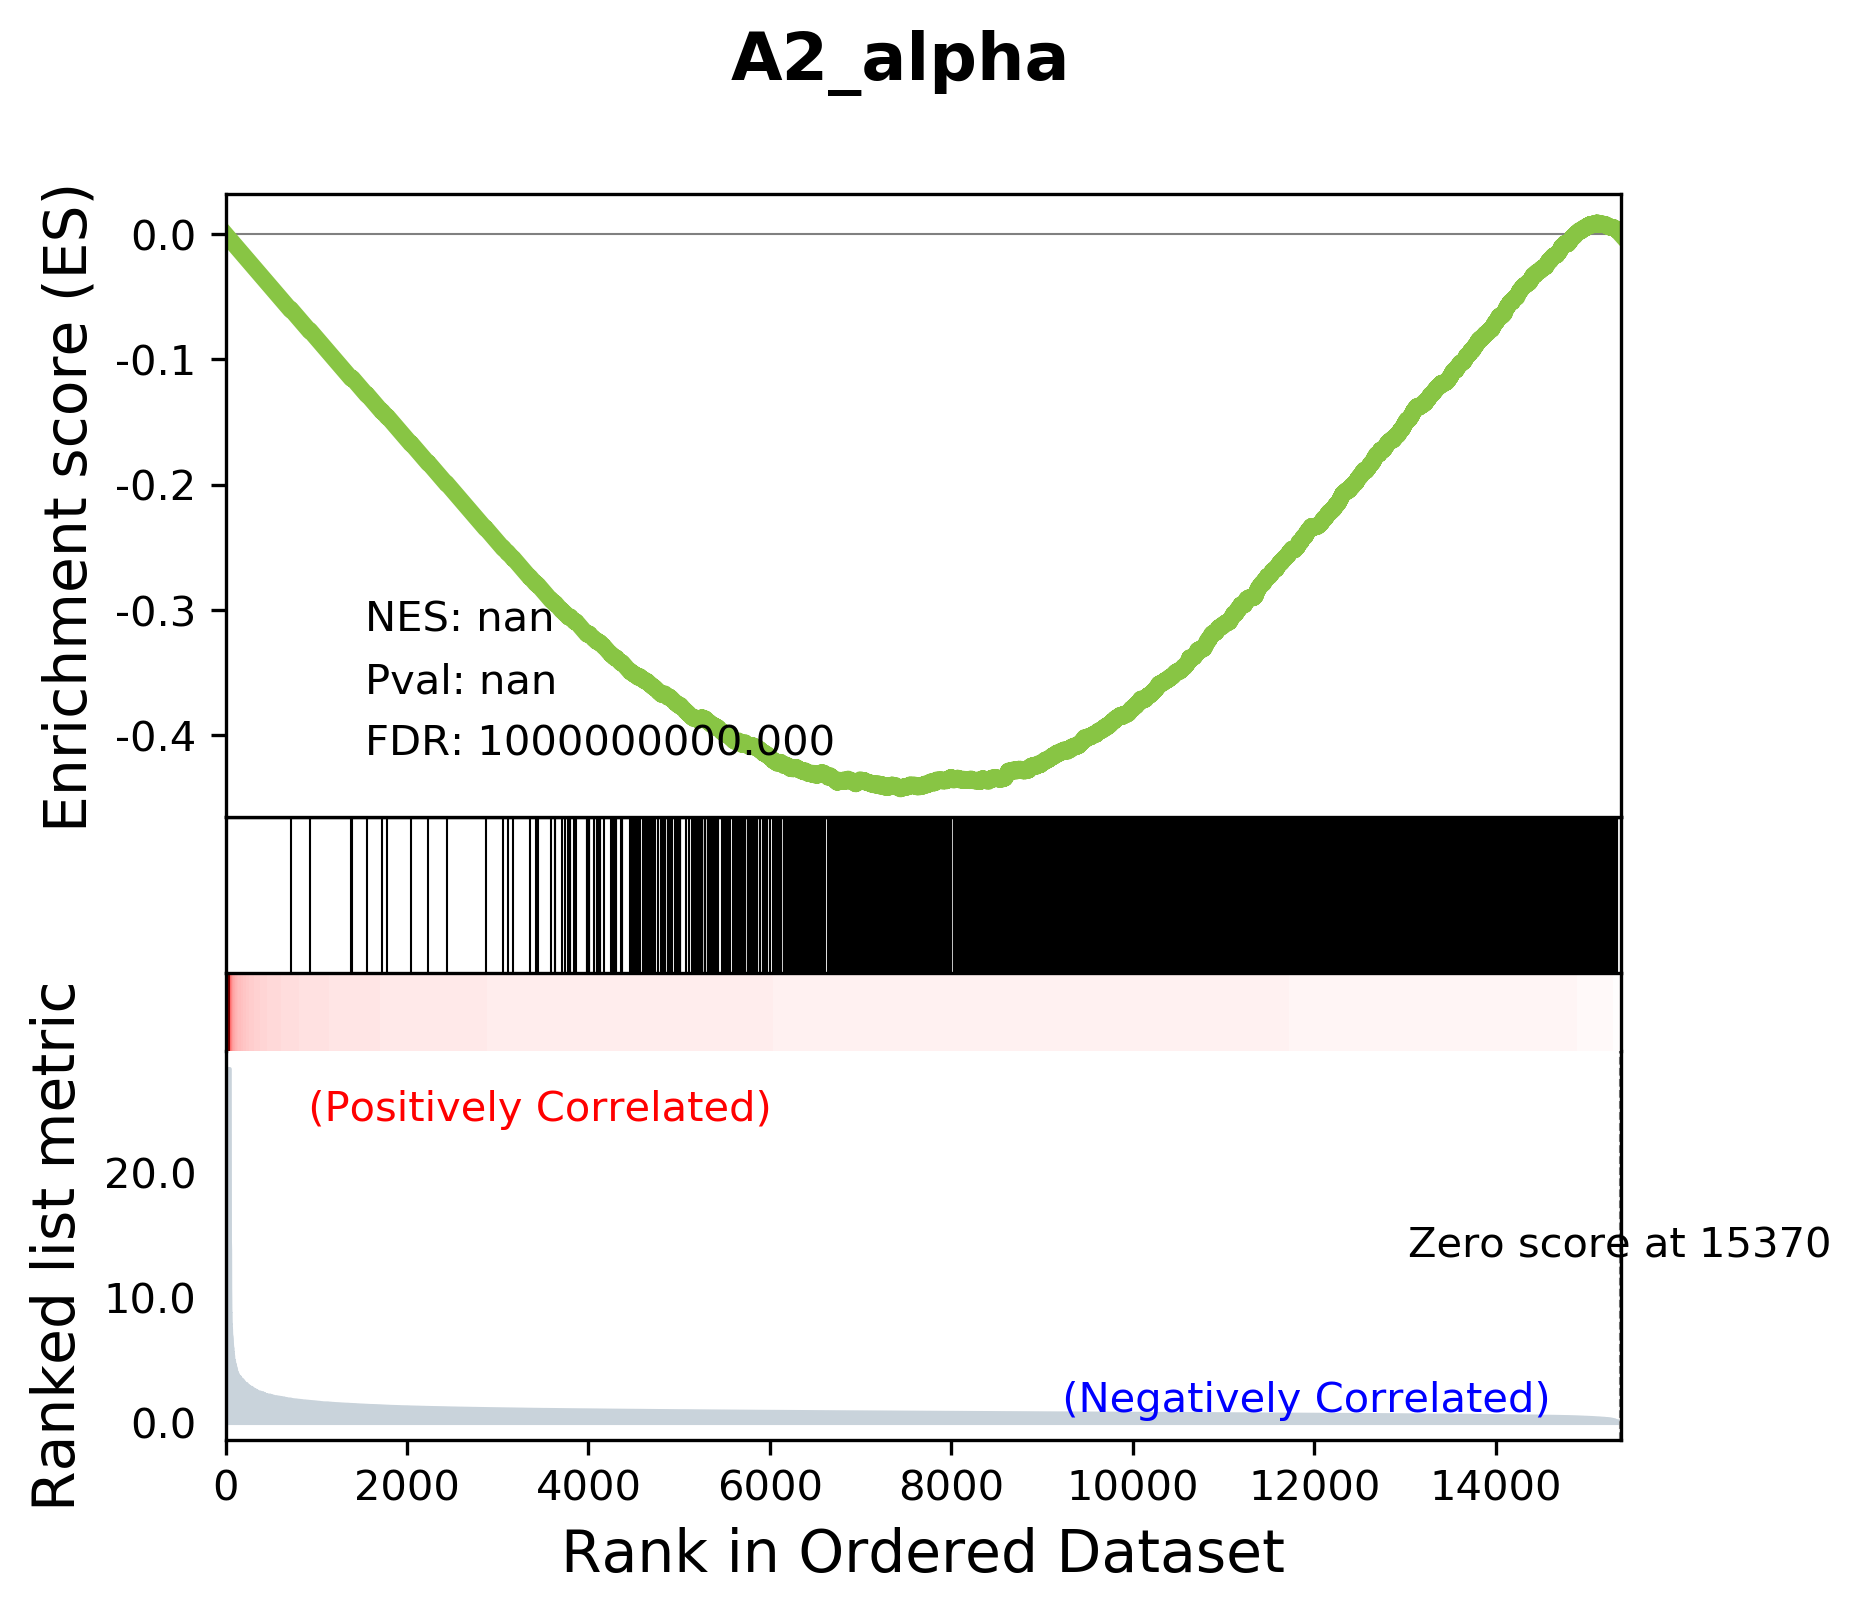 A2_alpha
Enrichment score (ES)
0.0
-0.1
-0.2
-0.3
-0.4
NES: nan
Pval: nan
FDR: 10000000000.000
Ranked list metric
(Positively Correlated)
20.0
10.0
0.0
Zero score at 15370
(Negatively Correlated)
0
2000
4000
6000
8000
10000
12000
14000
Rank in Ordered Dataset